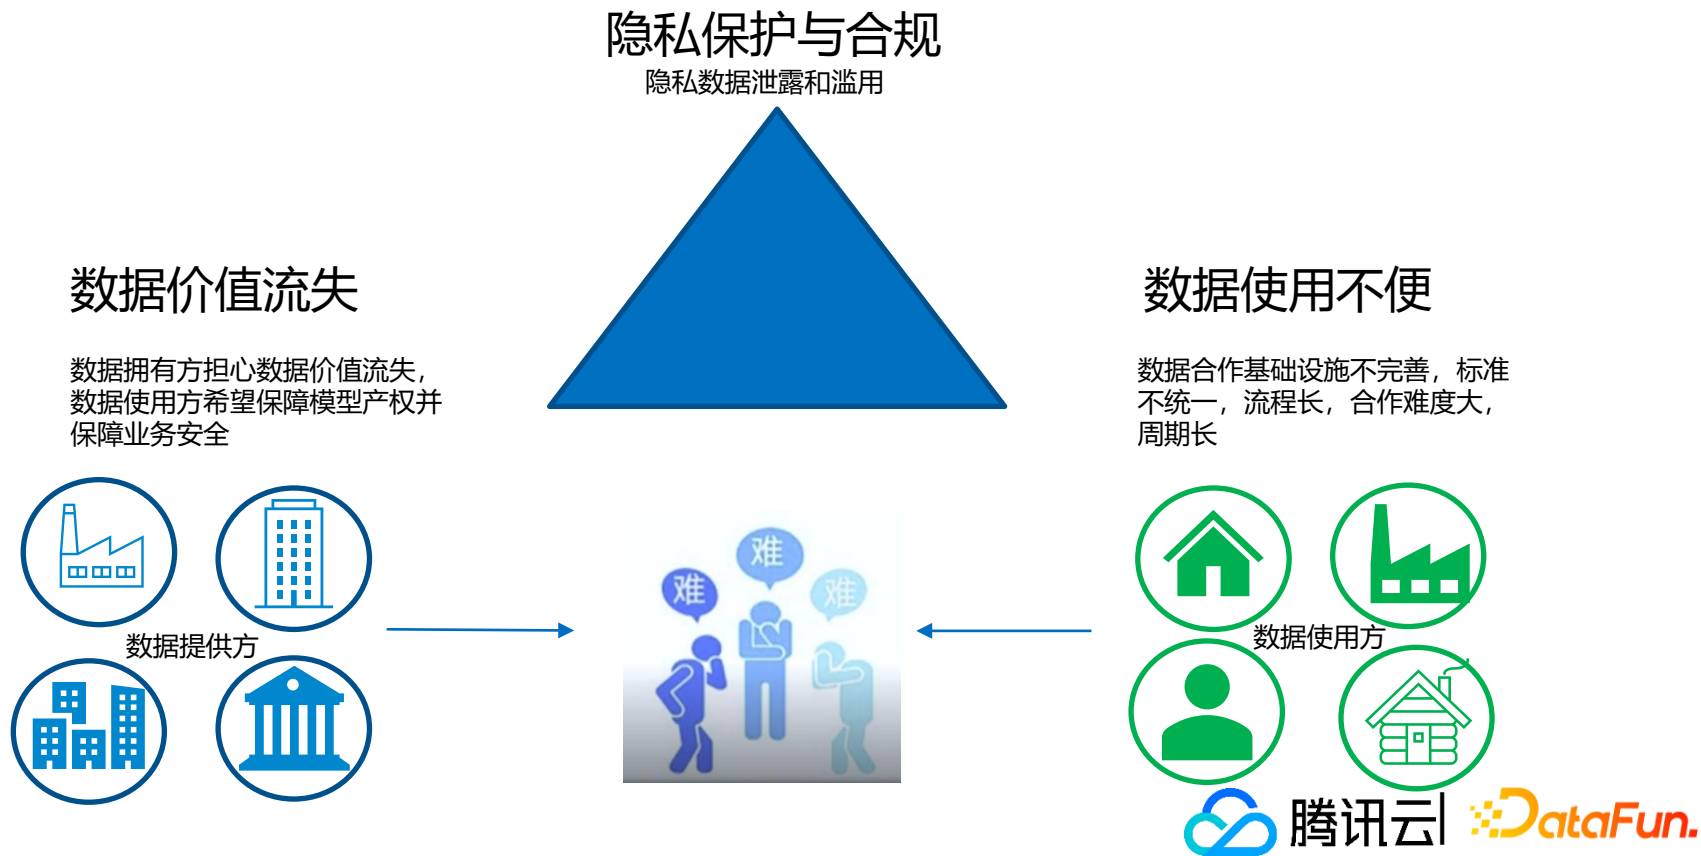 隐私保护与合规
隐私数据泄露和滥用
数据价值流失
数据拥有方担心数据价值流失，
数据使用方希望保障模型产权并
保障业务安全
数据使用不便
数据合作基础设施不完善，标准
不统一，流程长，合作难度大，
周期长
难
难
难
数据提供方
数据使用方
腾讯云
DataFun.